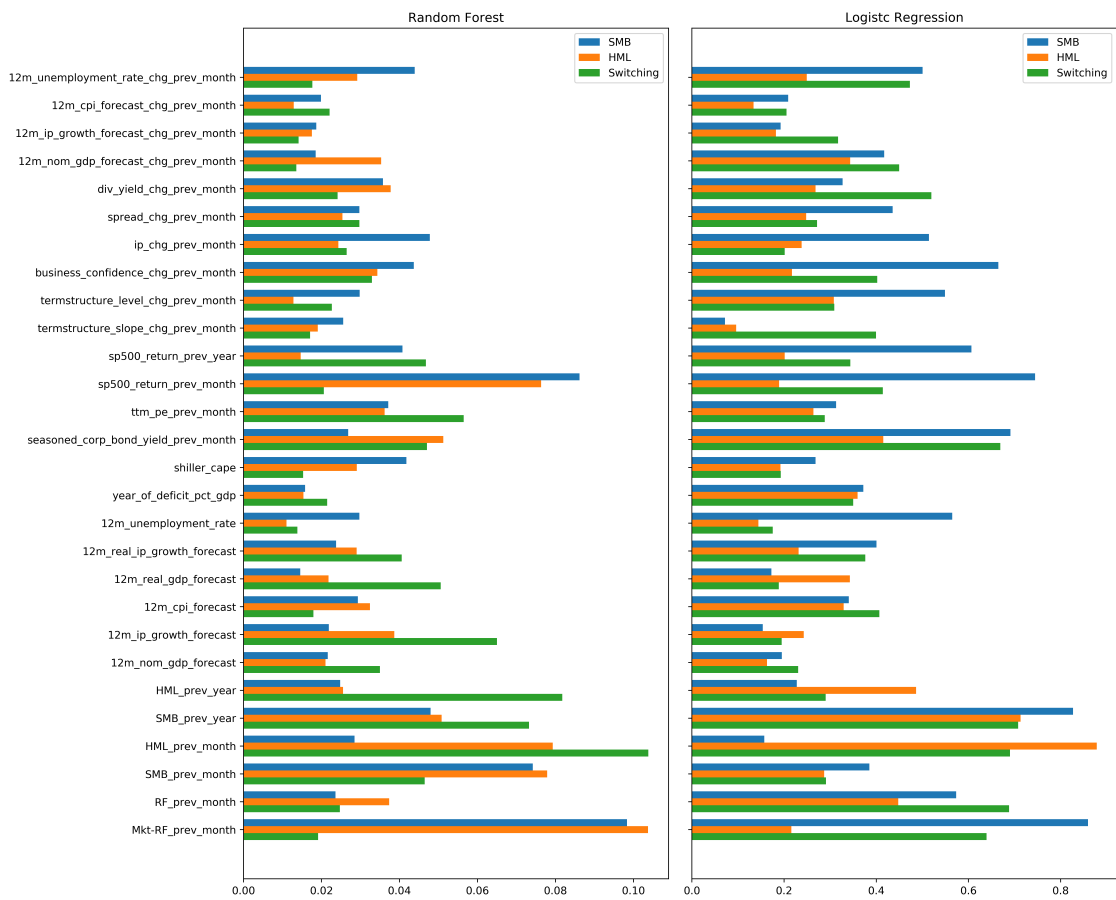 Random Forest
Logistc Regression
SMB
HML
Switching
SMB
HML
Switching
12m_unemployment_rate_chg_prev_month
12m_cpi_forecast_chg_prev_month
12m_ip_growth_forecast_chg_prev_month
12m_nom_gdp_forecast_chg_prev_month
div_yield_chg_prev_month
spread_chg_prev_month
ip_chg_prev_month
business_confidence_chg_prev_month
termstructure_level_chg_prev_month
termstructure_slope_chg_prev_month
sp500_return_prev_year
sp500_return_prev_month
ttm_pe_prev_month
seasoned_corp_bond_yield_prev_month
shiller_cape
year_of_deficit_pct_gdp
12m_unemployment_rate
12m_real_ip_growth_forecast
12m_real_gdp_forecast
12m_cpi_forecast
12m_ip_growth_forecast
12m_nom_gdp_forecast
HML_prev_year
SMB_prev_year
HML_prev_month
SMB_prev_month
RF_prev_month
Mkt-RF_prev_month
0.00 0.02 0.04 0.06 0.08 0.10
0.0 0.2 0.4 0.6 0.8